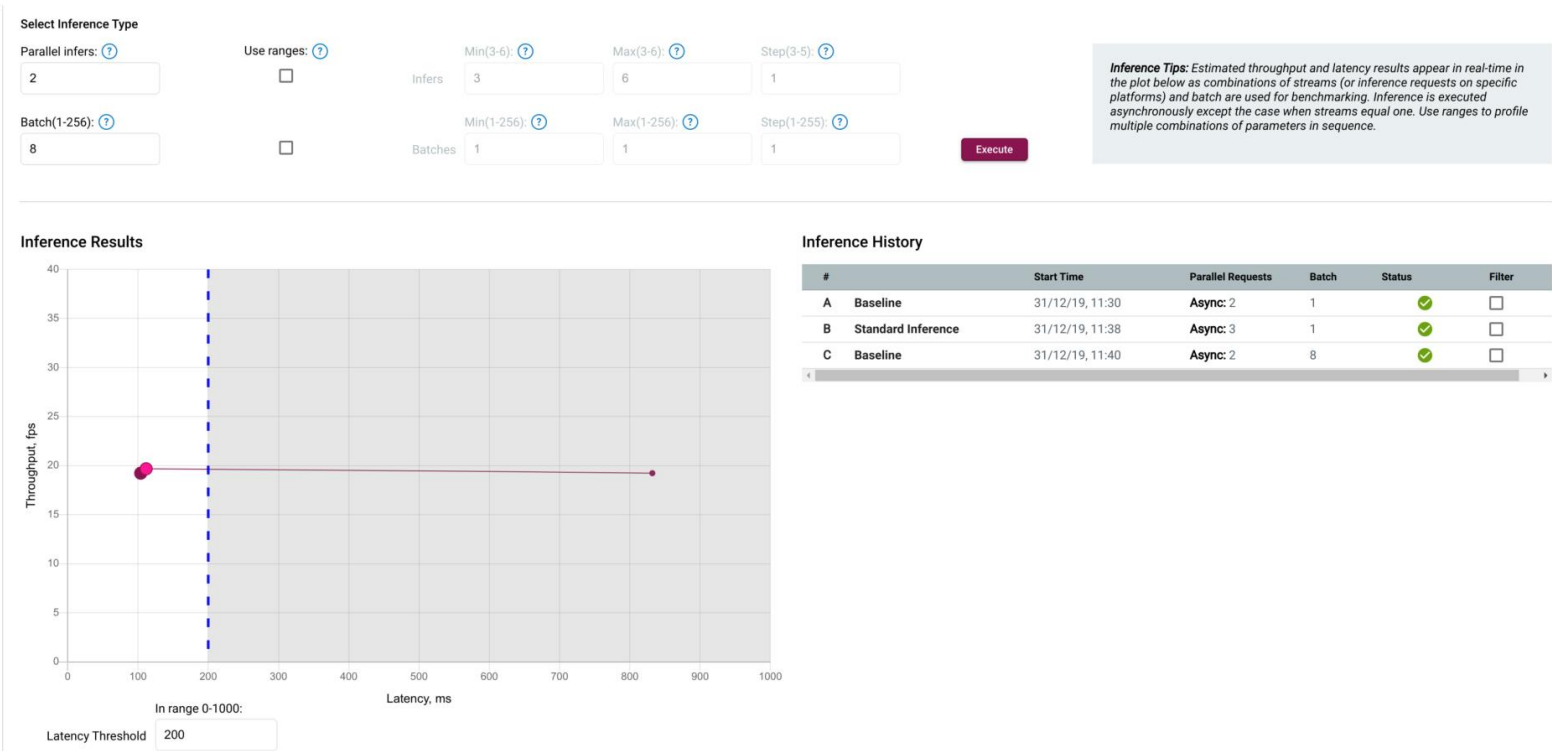 Select Inference Type
Parallel infers: ? Use ranges: ? Min(3-6): ? Max(3-6): ? Step(3-5): ?
2 Infers 3 6 1
Batch(1-256): ? Min(1-256): ? Max(1-256): ? Step(1-255): ?
8 Batches 1 1 1 Execute
Inference Tips: Estimated throughput and latency results appear in real-time in
the plot below as combinations of streams (or inference requests on specific
platforms) and batch are used for benchmarking. Inference is executed
asynchronously except the case when streams equal one. Use ranges to profile
multiple combinations of parameters in sequence.
Inference Results
40
35
30
25
20
15
10
5
0
Throughput, fps
0 100 200 300 400 500 600 700 800 900 1000
Latency, ms
In range 0-1000:
Latency Threshold 200
Inference History
# Start Time Parallel Requests Batch Status Filter
A Baseline 31/12/19, 11:30 Async: 2 1
B Standard Inference 31/12/19, 11:38 Async: 3 1
C Baseline 31/12/19, 11:40 Async: 2 8